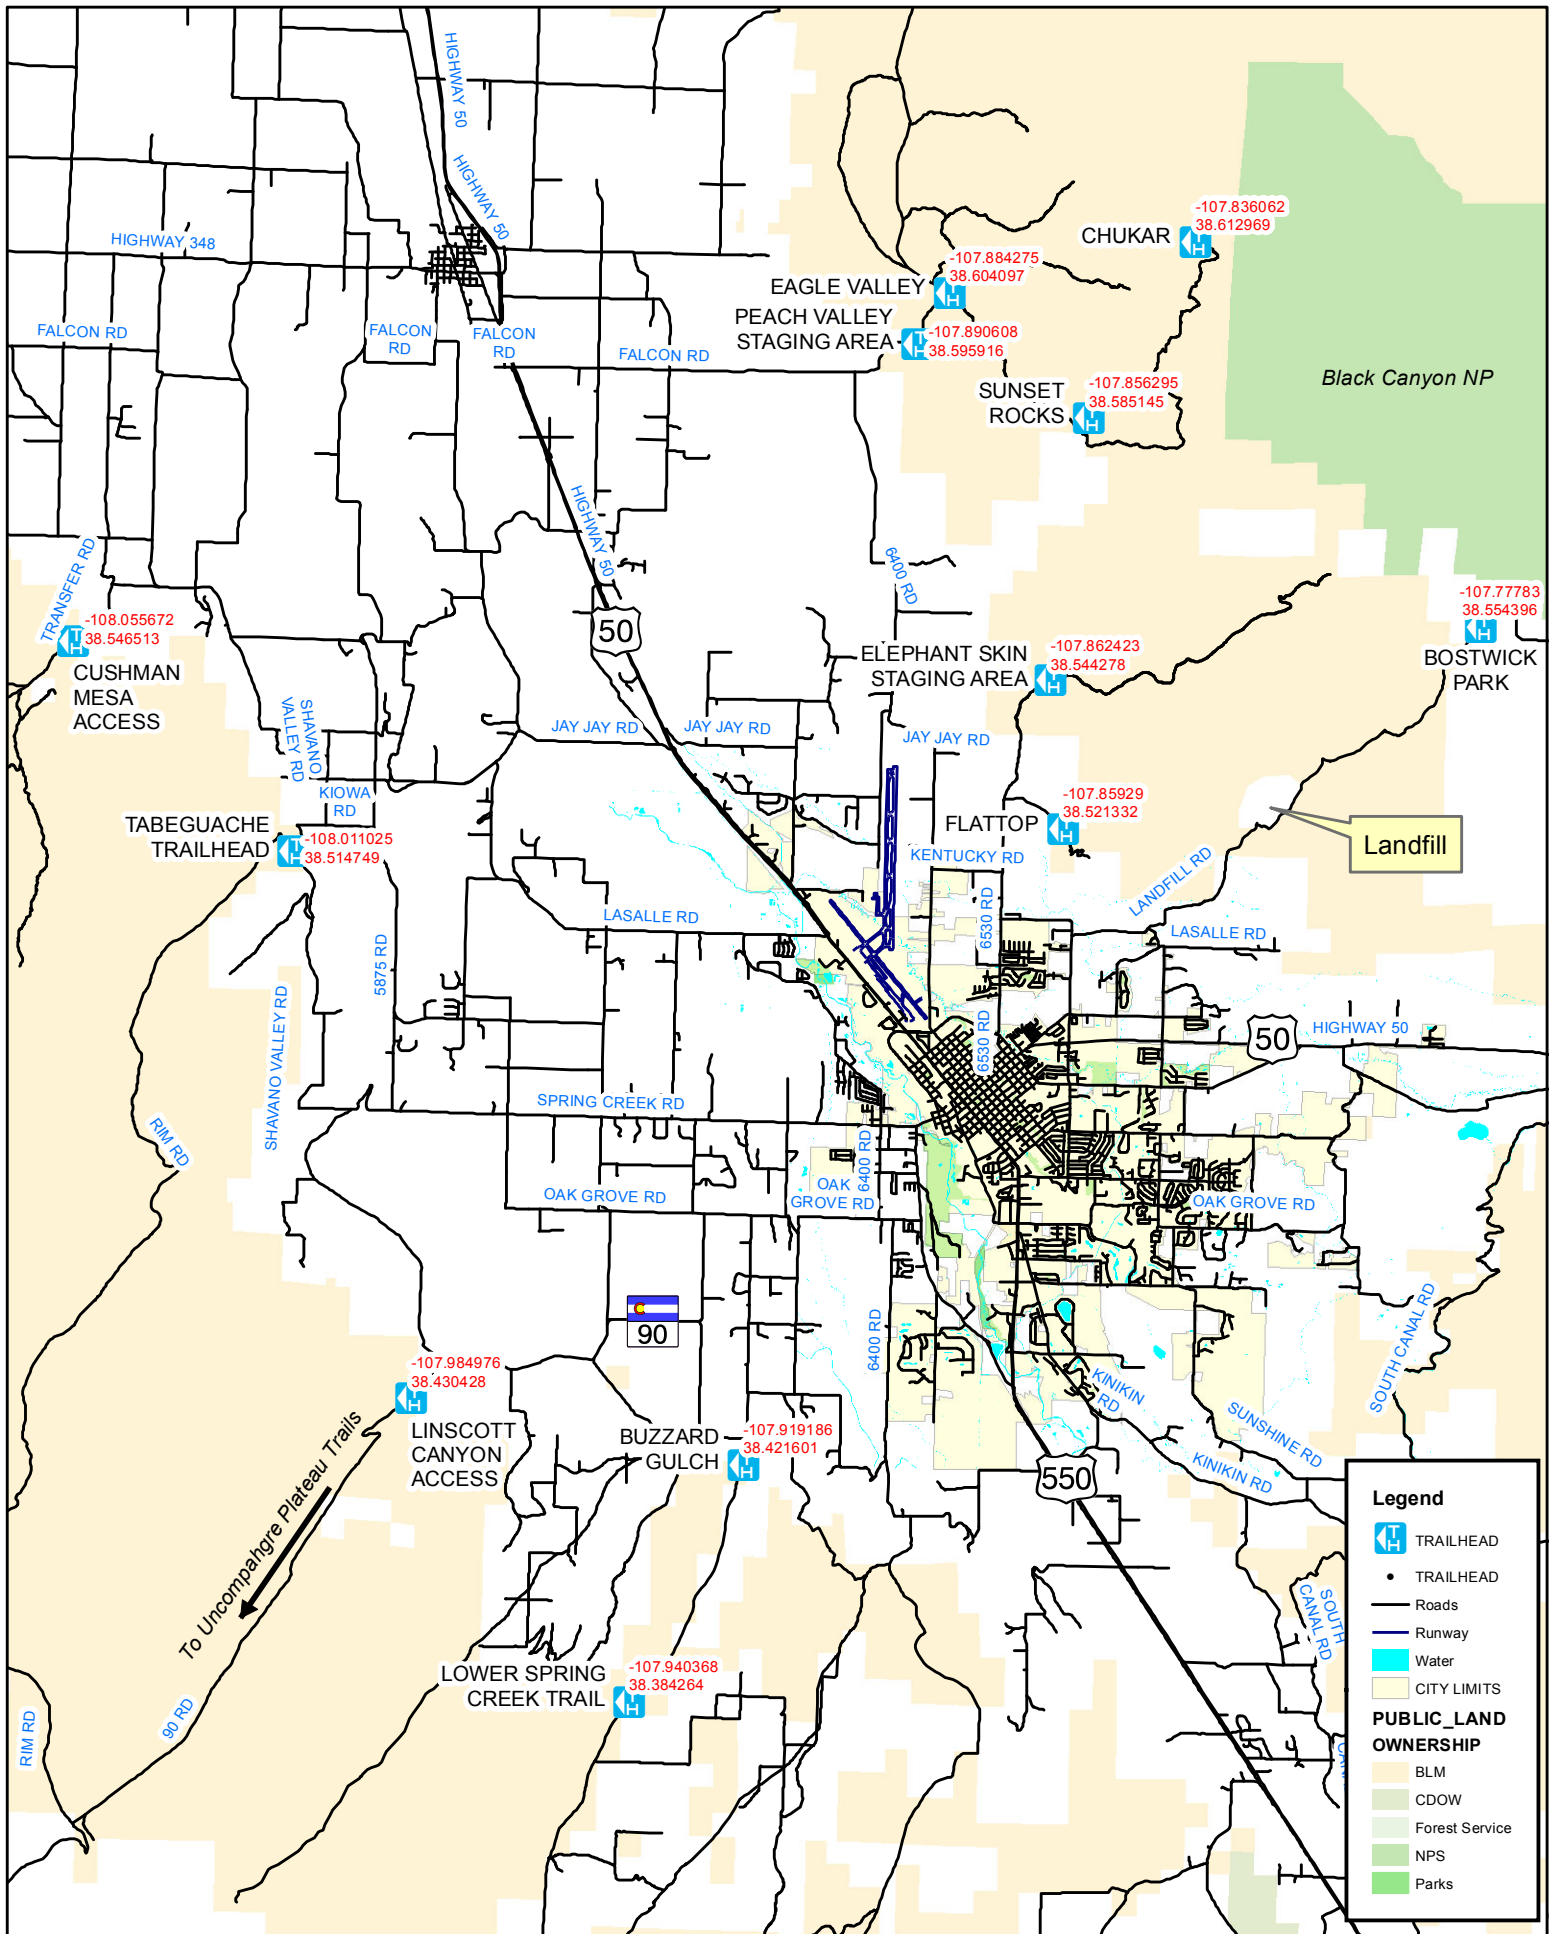 HIGHWAY 50
HIGHWAY 50
HIGHWAY 348
-107.836062
38.612969
CHUKAR
-107.884275
38.604097
EAGLE VALLEY
PEACH VALLEY
STAGING AREA
-107.890608
38.595916
FALCON RD
FALCON
RD
FALCON
RD
FALCON RD
Black Canyon NP
-107.856295
38.585145
SUNSET
ROCKS
HIGHWAY 50
6400 RD
TRANSFER RD
-108.055672
38.546513
CUSHMAN
MESA
ACCESS
50
-107.77783
38.554396
BOSTWICK
PARK
ELEPHANT SKIN
STAGING AREA
-107.862423
38.544278
SHAVANO
VALLEY RD
JAY JAY RD
JAY JAY RD
JAY JAY RD
KIOWA
RD
TABEGUACHE
TRAILHEAD
-108.011025
38.514749
-107.85929
38.521332
FLATTOP
Landfill
KENTUCKY RD
LANDFILL RD
LASALLE RD
6530 RD
LASALLE RD
5875 RD
SHAVANO VALLEY RD
6530 RD
50
HIGHWAY 50
SPRING CREEK RD
RIM RD
6400 RD
OAK GROVE RD
OAK
GROVE RD
OAK GROVE RD
90
6400 RD
SOUTH CANAL RD
-107.984976
38.430428
LINSCOTT
CANYON
ACCESS
KINIKIN
RD
SUNSHINE RD
KINIKIN RD
-107.919186
38.421601
BUZZARD
GULCH
550
To Uncompahgre Plateau Trails
SOUTH
CANAL RD
-107.940368
38.384264
LOWER SPRING
CREEK TRAIL
90 RD
RIM RD
Legend
TH TRAILHEAD
TRAILHEAD
Roads
Runway
Water
CITY LIMITS
PUBLIC_LAND
OWNERSHIP
BLM
CDOW
Forest Service
NPS
Parks